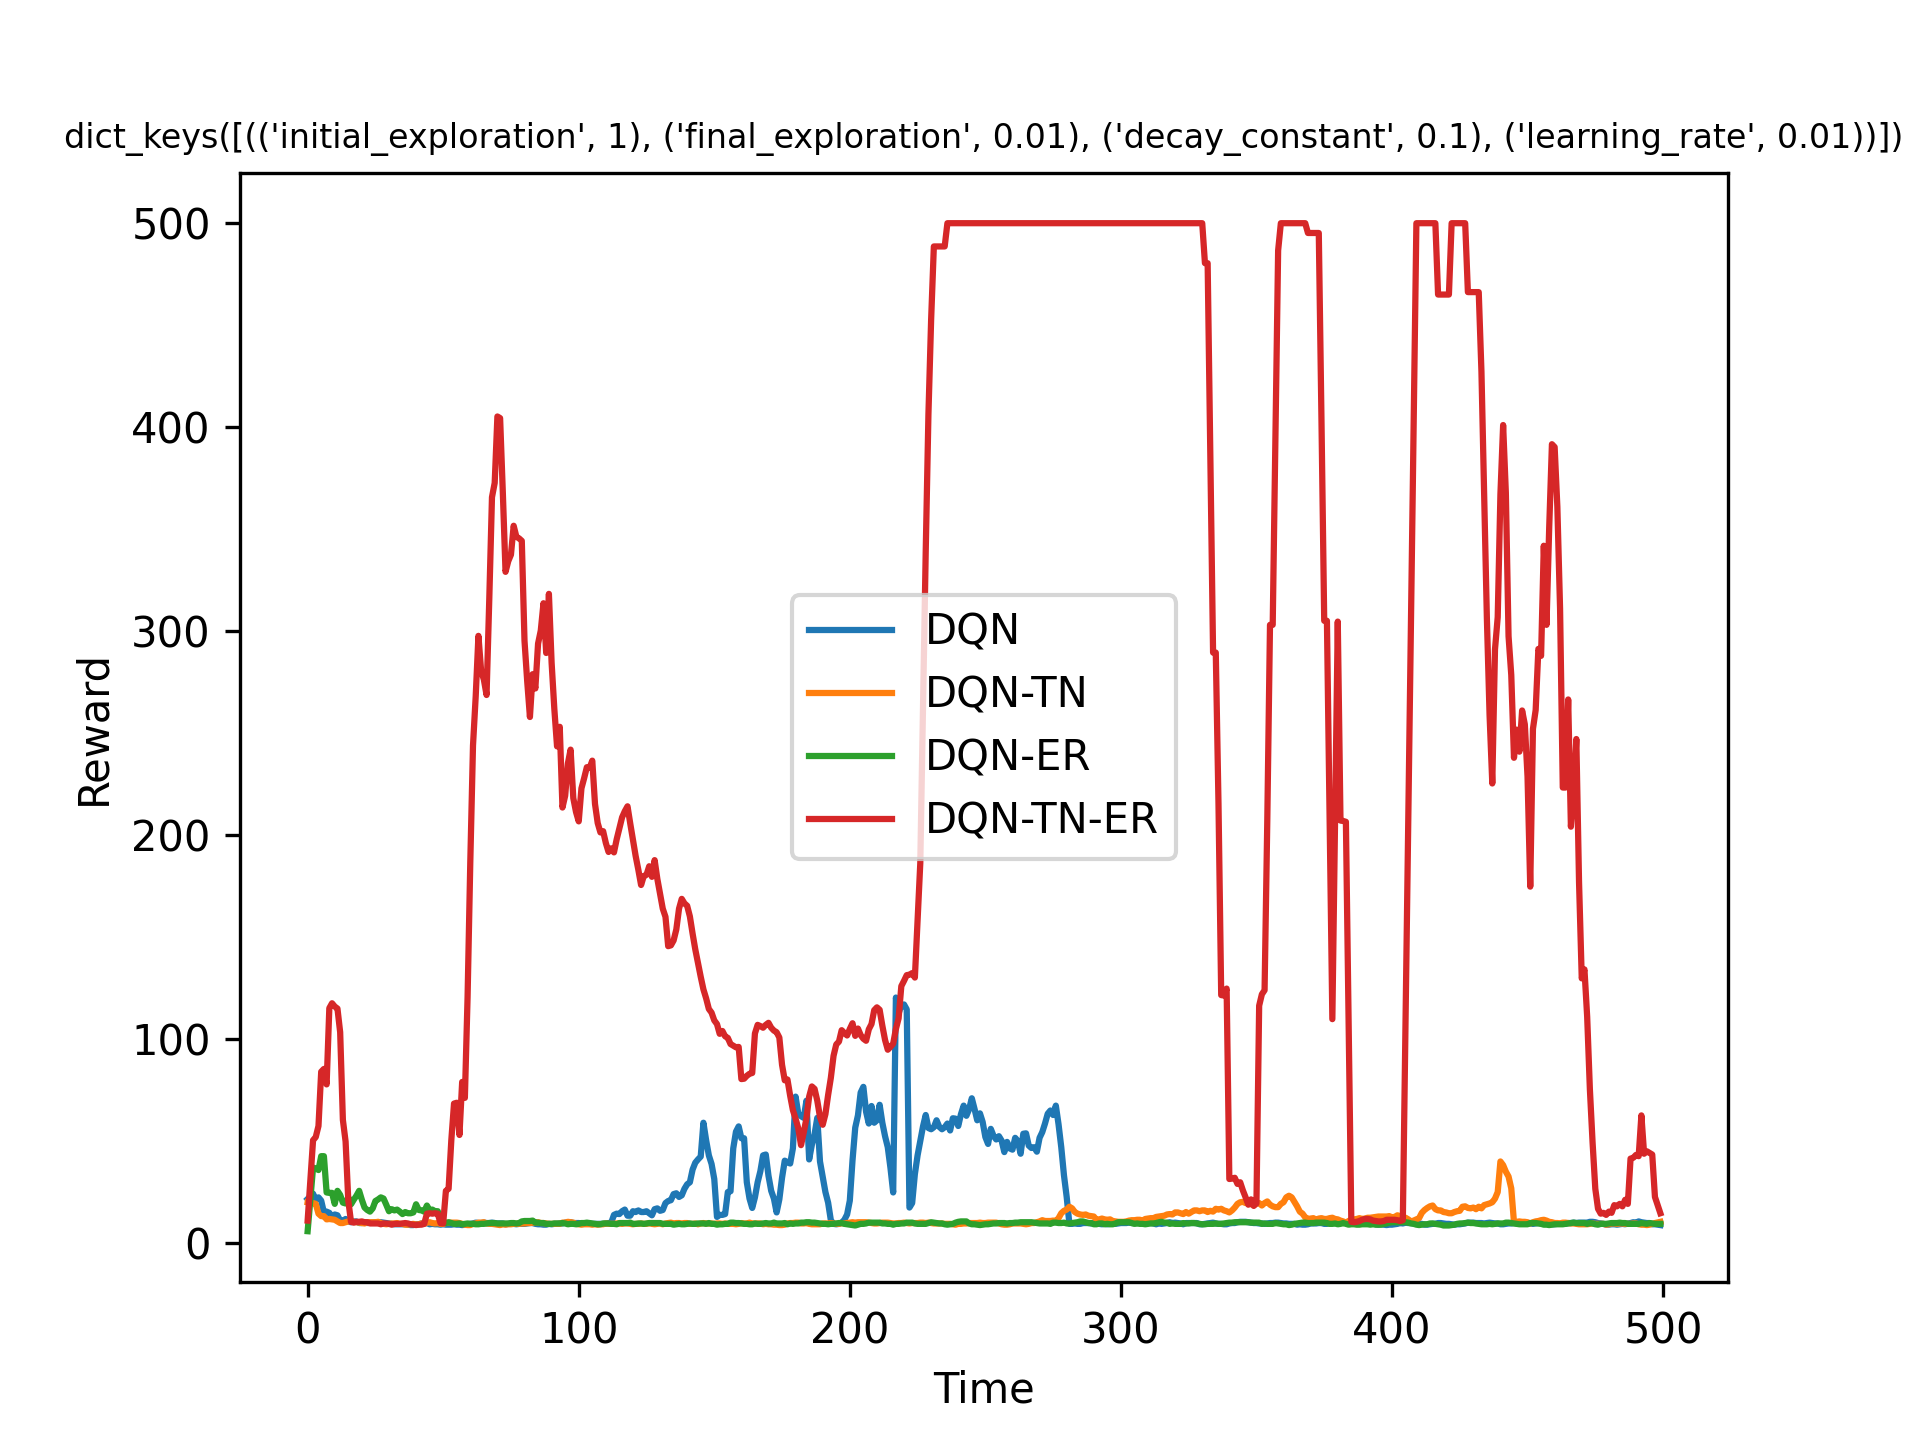 dict_keys([(('initial_exploration', 1), ('final_exploration', 0.01), ('decay_constant', 0.1), ('learning_rate', 0.01))])
500
400
300
200
100
0
Reward
DQN
DQN-TN
DQN-ER
DQN-TN-ER
0 100 200 300 400 500
Time